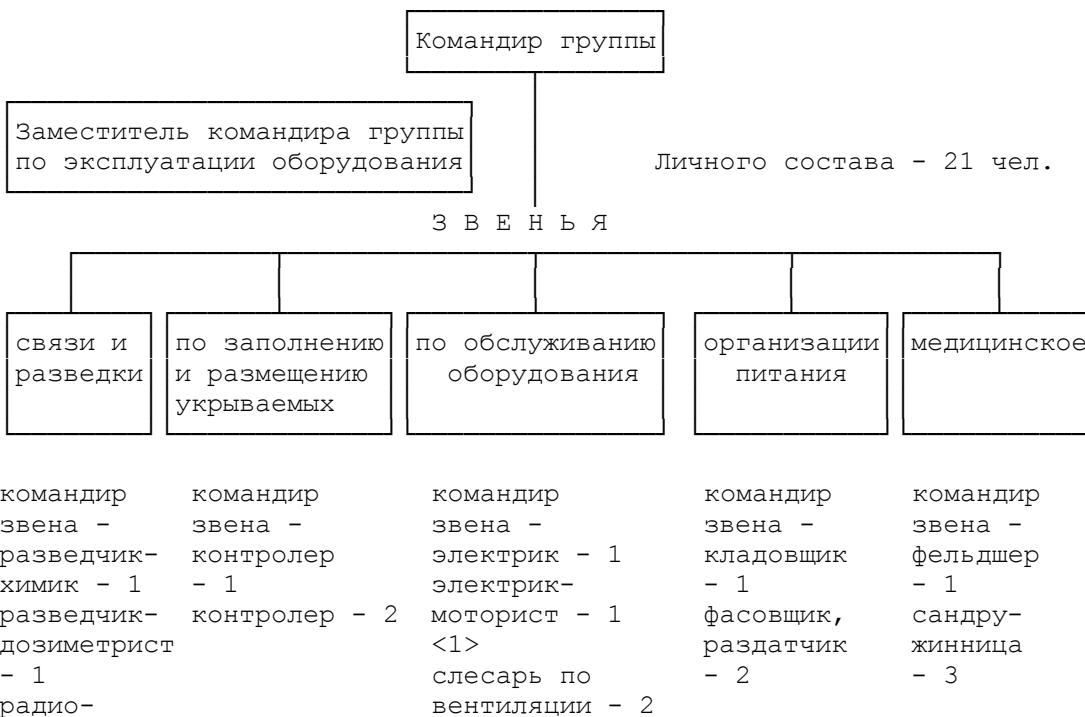 Командир группы
Заместитель командира группы
по эксплуатации оборудования
Личного состава - 21 чел.
З В Е Н Ь Я
связи и
разведки
по заполнению
и размещению
укрываемых
по обслуживанию
оборудования
организации
питания
медицинское
командир
звена -
разведчик-
химик - 1
разведчик-
дозиметрист
- 1
радио-
командир
звена -
контролер
- 1
контролер - 2
командир
звена -
электрик - 1
электрик-
моторист - 1
<1>
слесарь по
вентиляции - 2
командир
звена -
кладовщик
- 1
фасовщик,
раздатчик
- 2
командир
звена -
фельдшер
- 1
сандру-
жинница
- 3